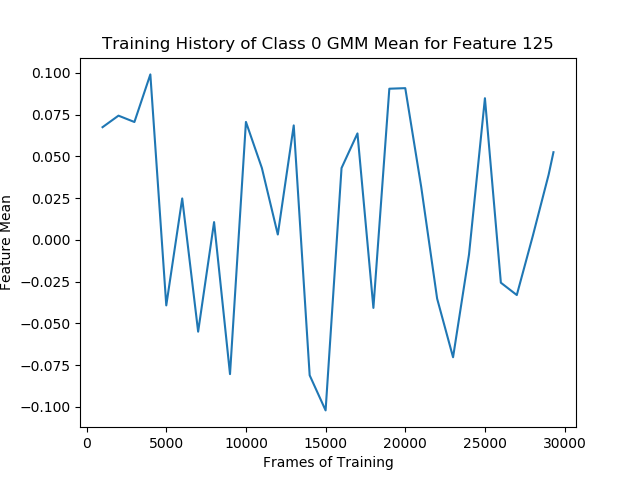 Training History of Class 0 GMM Mean for Feature 125
0.100
0.075
0.050
0.025
0.000
−0.025
−0.050
−0.075
−0.100
Feature Mean
0 5000 10000 15000 20000 25000 30000
Frames of Training